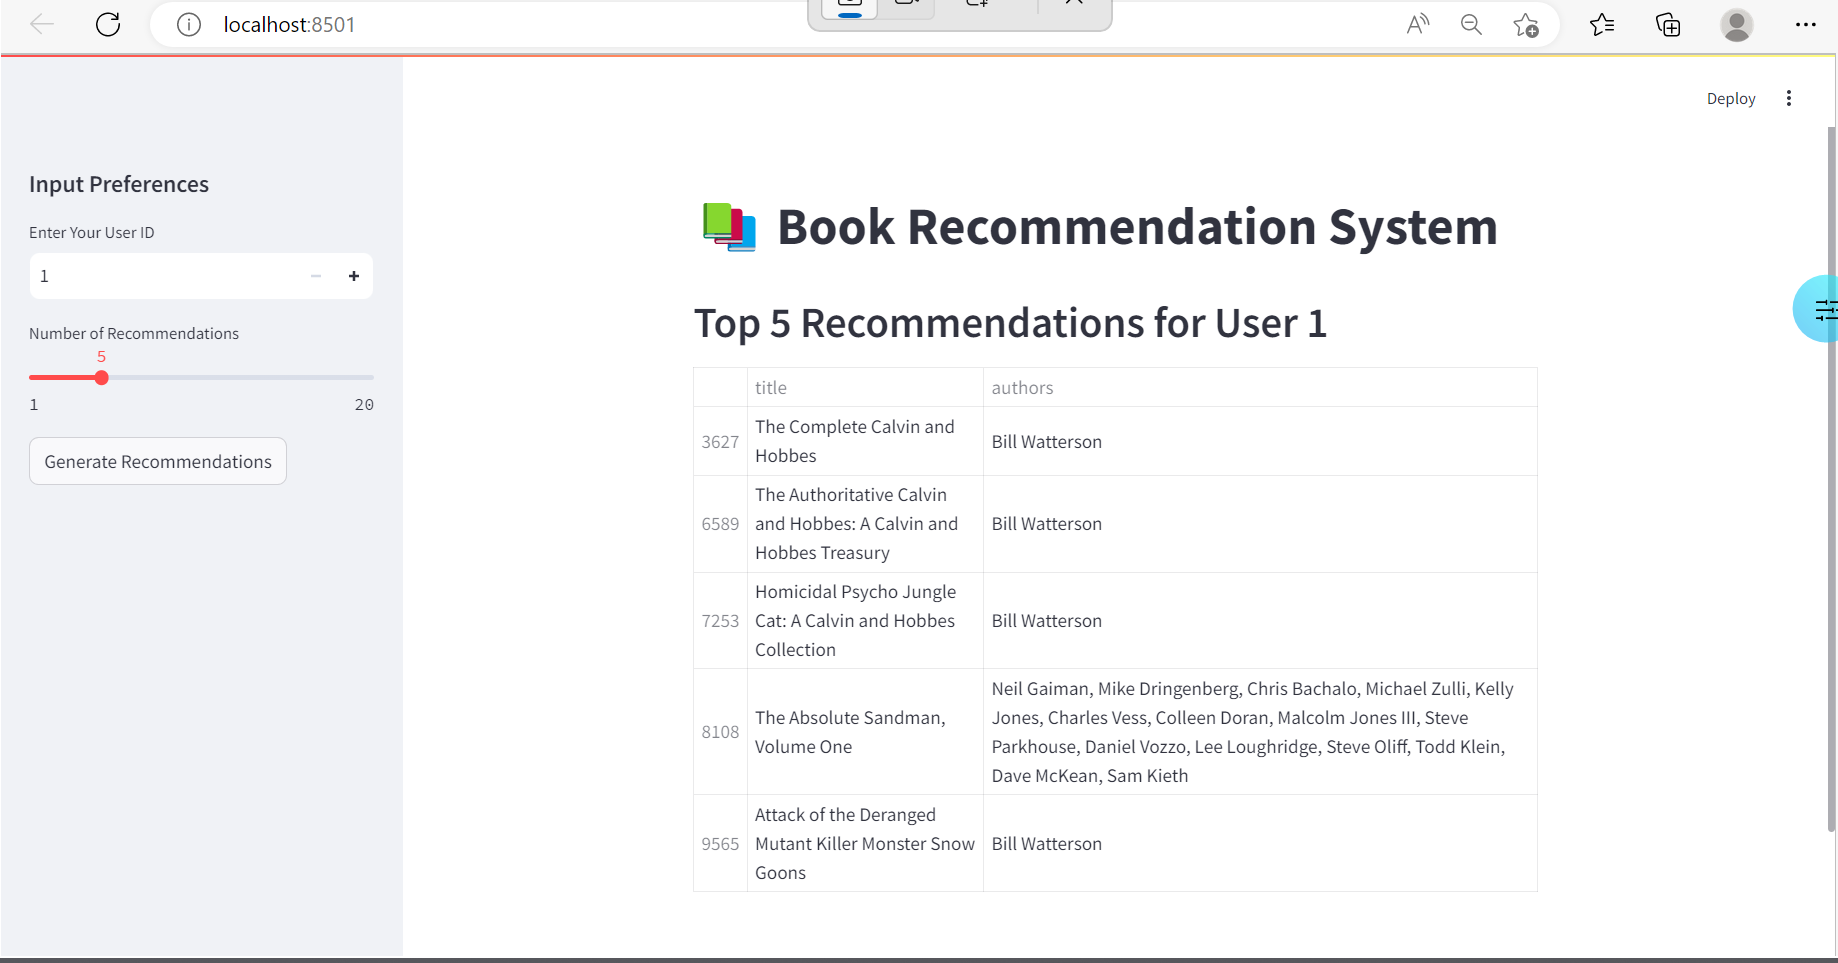 localhost:8501
Deploy
Input Preferences
Enter Your User ID
1
Number of Recommendations
5
1 20
Generate Recommendations
Book Recommendation System
Top 5 Recommendations for User 1
title authors
3627 The Complete Calvin and Hobbes Bill Watterson
6589 The Authoritative Calvin and Hobbes: A Calvin and Hobbes Treasury Bill Watterson
7253 Homicidal Psycho Jungle Cat: A Calvin and Hobbes Collection Bill Watterson
8108 The Absolute Sandman, Volume One Neil Gaiman, Mike Dringenberg, Chris Bachalo, Michael Zulli, Kelly Jones, Charles Vess, Colleen Doran, Malcolm Jones III, Steve Parkhouse, Daniel Vozzo, Lee Loughridge, Steve Oliff, Todd Klein, Dave McKean, Sam Kieth
9565 Attack of the Deranged Mutant Killer Monster Snow Goons Bill Watterson